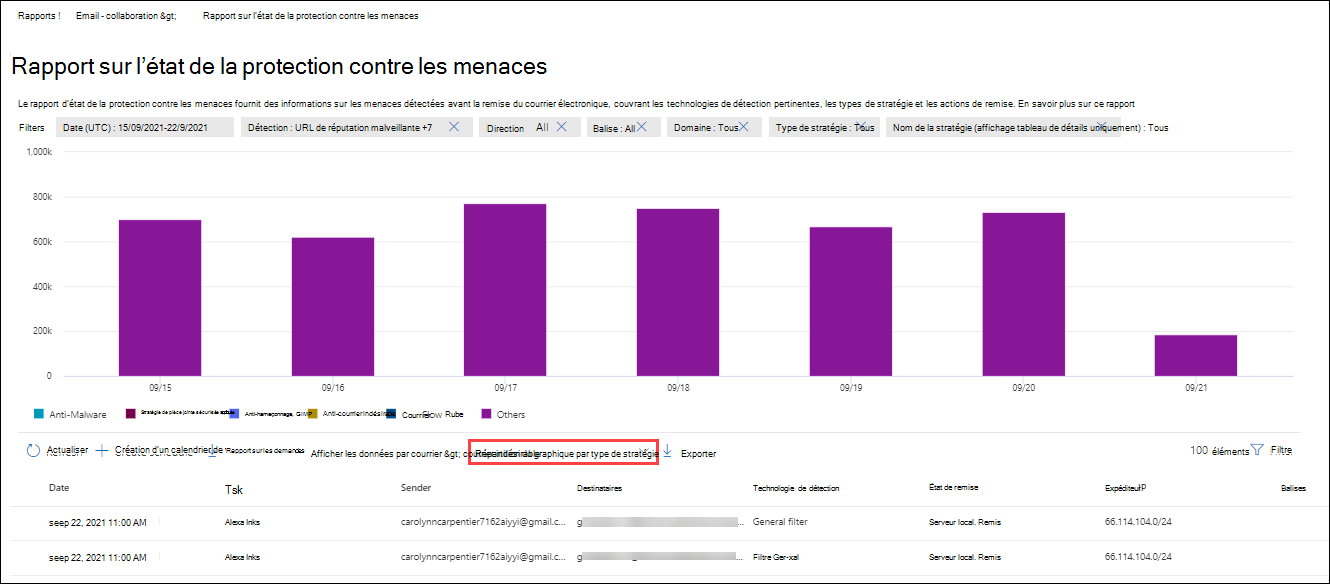 Rapports ! Email - collaboration &gt; Rapport sur l'état de la protection contre les menaces
Rapport sur l’état de la protection contre les menaces
Le rapport d'état de la protection contre les menaces fournit des informations sur les menaces détectées avant la remise du courrier électronique, couvrant les technologies de détection pertinentes, les types de stratégie et les actions de remise. En savoir plus sur ce rapport
Filters Date (UTC) : 15/09/2021-22/9/2021 Détection : URL de réputation malveillante +7 Direction All Balise : All Domaine : Tous Type de stratégie : Tous Nom de la stratégie (affichage tableau de détails uniquement) : Tous
1,000k
800k
600k
400k
200k
0
09/15 09/16 09/17 09/18 09/19 09/20 09/21
Anti-Malware Stratégie de pièce jointe sécurisée Anti-hameçonnage, Anti-courrier indésirable Courrier Flow Rube Others
Actualiser Création d'un calendrier de Rapport sur les demandes Afficher les données par courrier &gt; courrier indésirable graphique par type de stratégie Exporter 100 éléments Filtre
Date Tsk Sender Destinataires Technologie de détection État de remise ExpéditeurIP Balises
seep 22, 2021 11:00 AM Alexa Inks carolynncarpentier7162aiyyi@gmail.c... g ... General filter Serveur local. Remis 66.114.104.0/24
seep 22, 2021 11:00 AM Alexa Inks carolynncarpentier7162aiyyi@gmail.c... g ... Filtre Ger-xal Serveur local. Remis 66.114.104.0/24